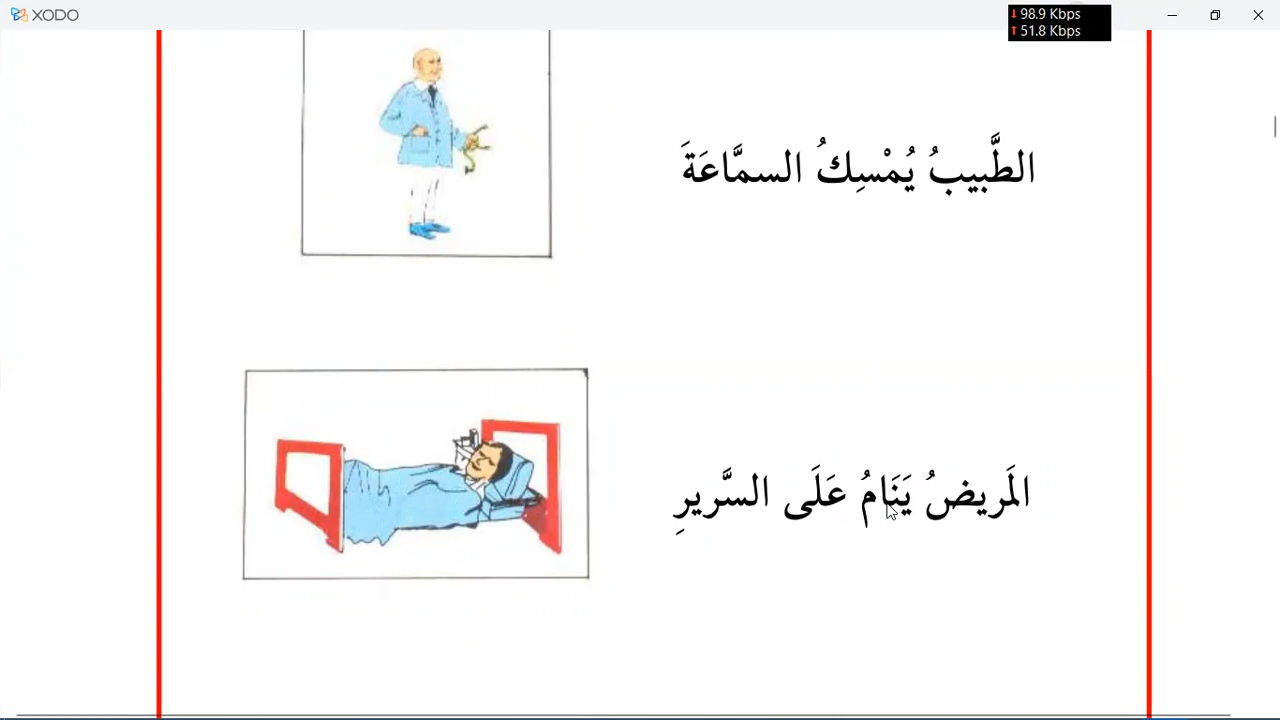 XODO
98.9 Kbps
51.8 Kbps
الطَّبيبُ يُمْسِكُ السمَّاعَةَ
المَريضُ يَنَامُ عَلَى السَّريرِ